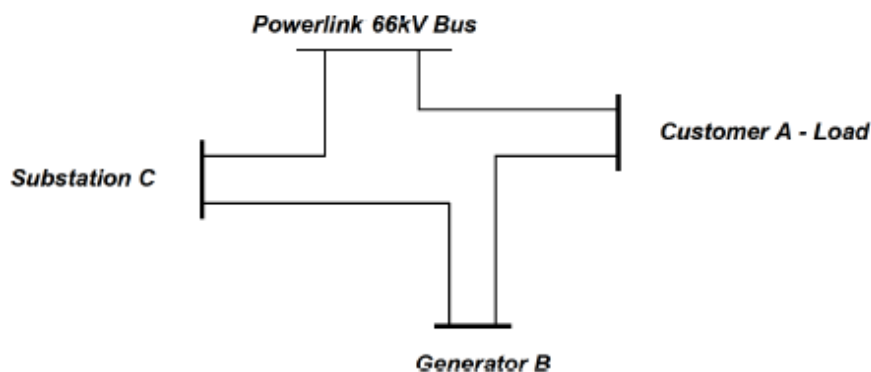 Powerlink 66kV Bus
Customer A - Load
Substation C
Generator B